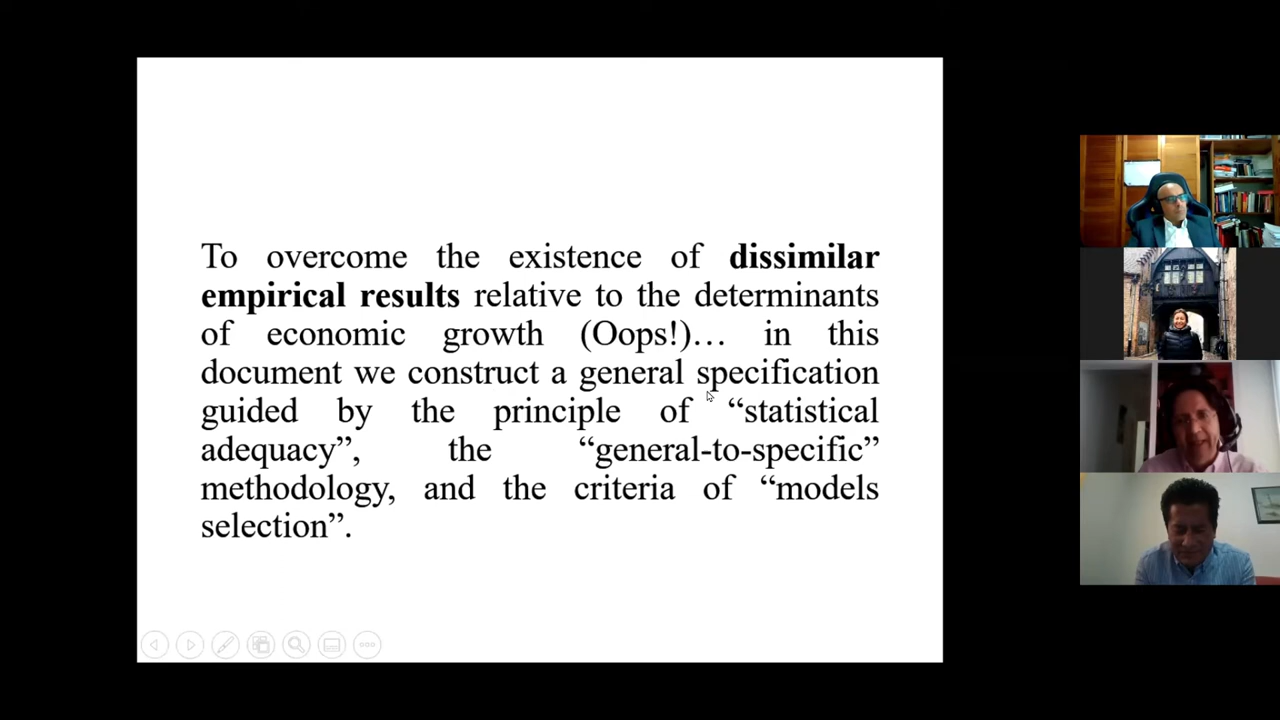 To overcome the existence of dissimilar
empirical results relative to the determinants
of economic growth (Oops!)… in this
document we construct a general specification
guided by the principle of “statistical
adequacy”, the “general-to-specific”
methodology, and the criteria of “models
selection”.